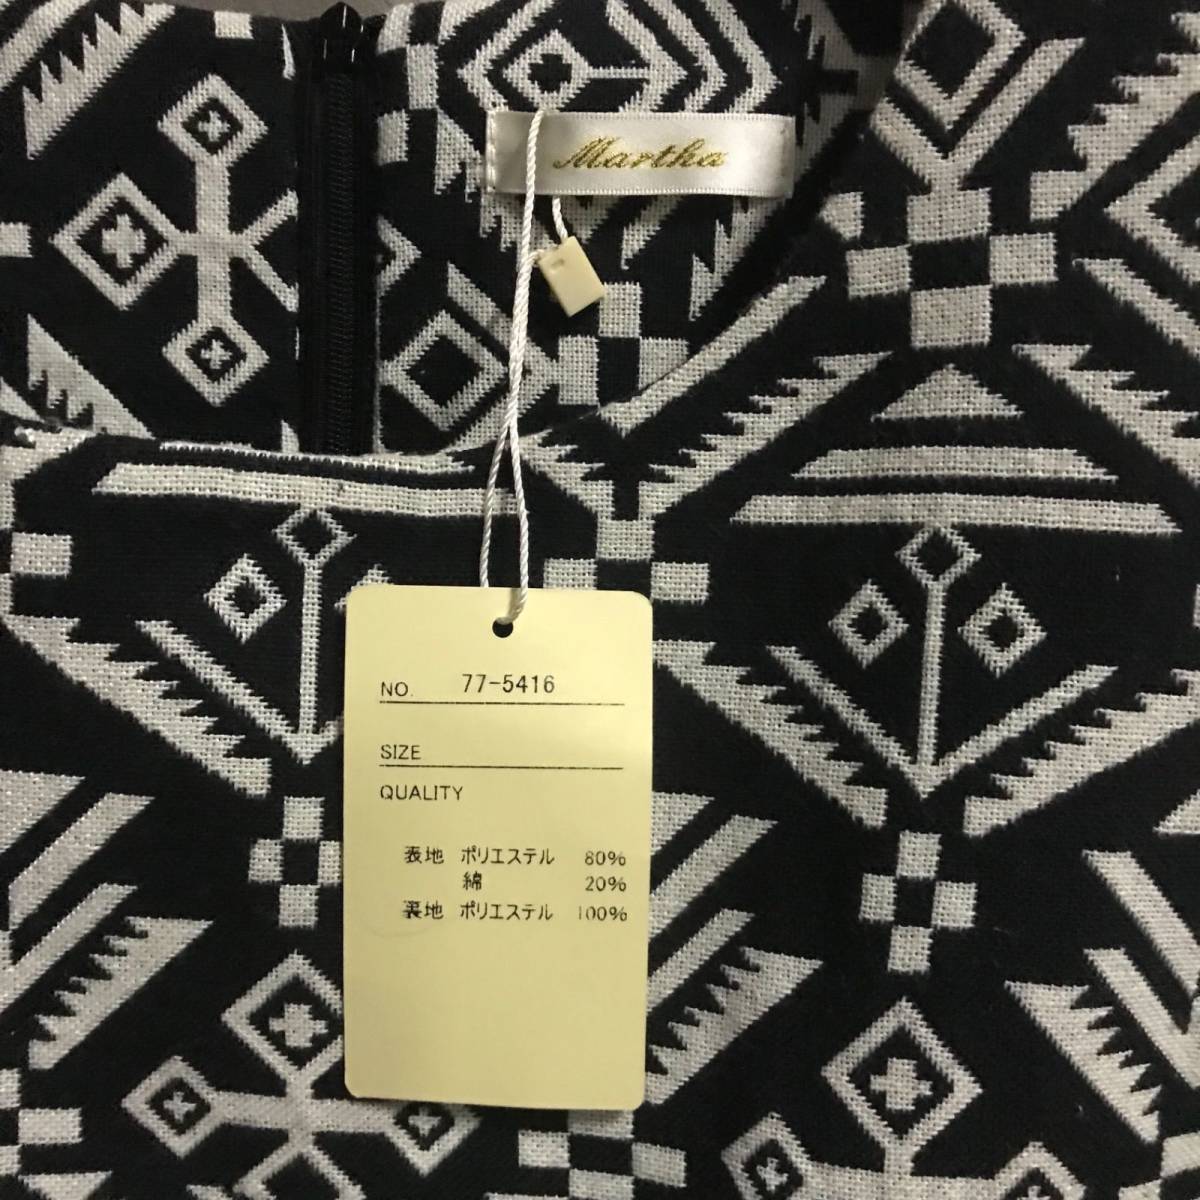 Martha
NO. 77-5416
SIZE
QUALITY
表地 ポリエステル 80%
綿 20%
裏地 ポリエステル 100%